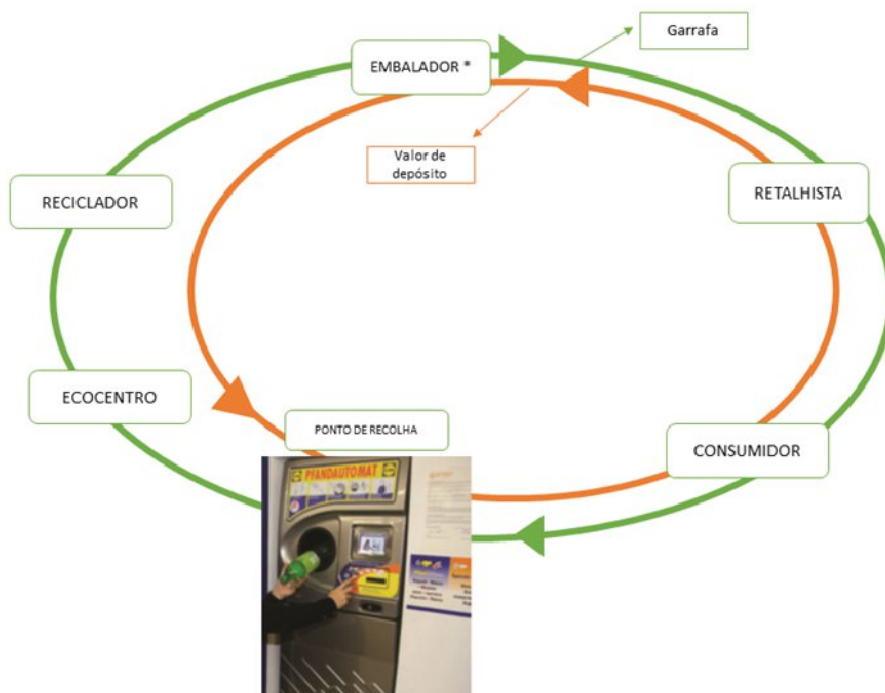 Garrafa
EMBALADOR *
Valor de
depósito
RECICLADOR
RETALHISTA
ECOCENTRO
PONTO DE RECOLHA
CONSUMIDOR
PFANDAUTOMAT